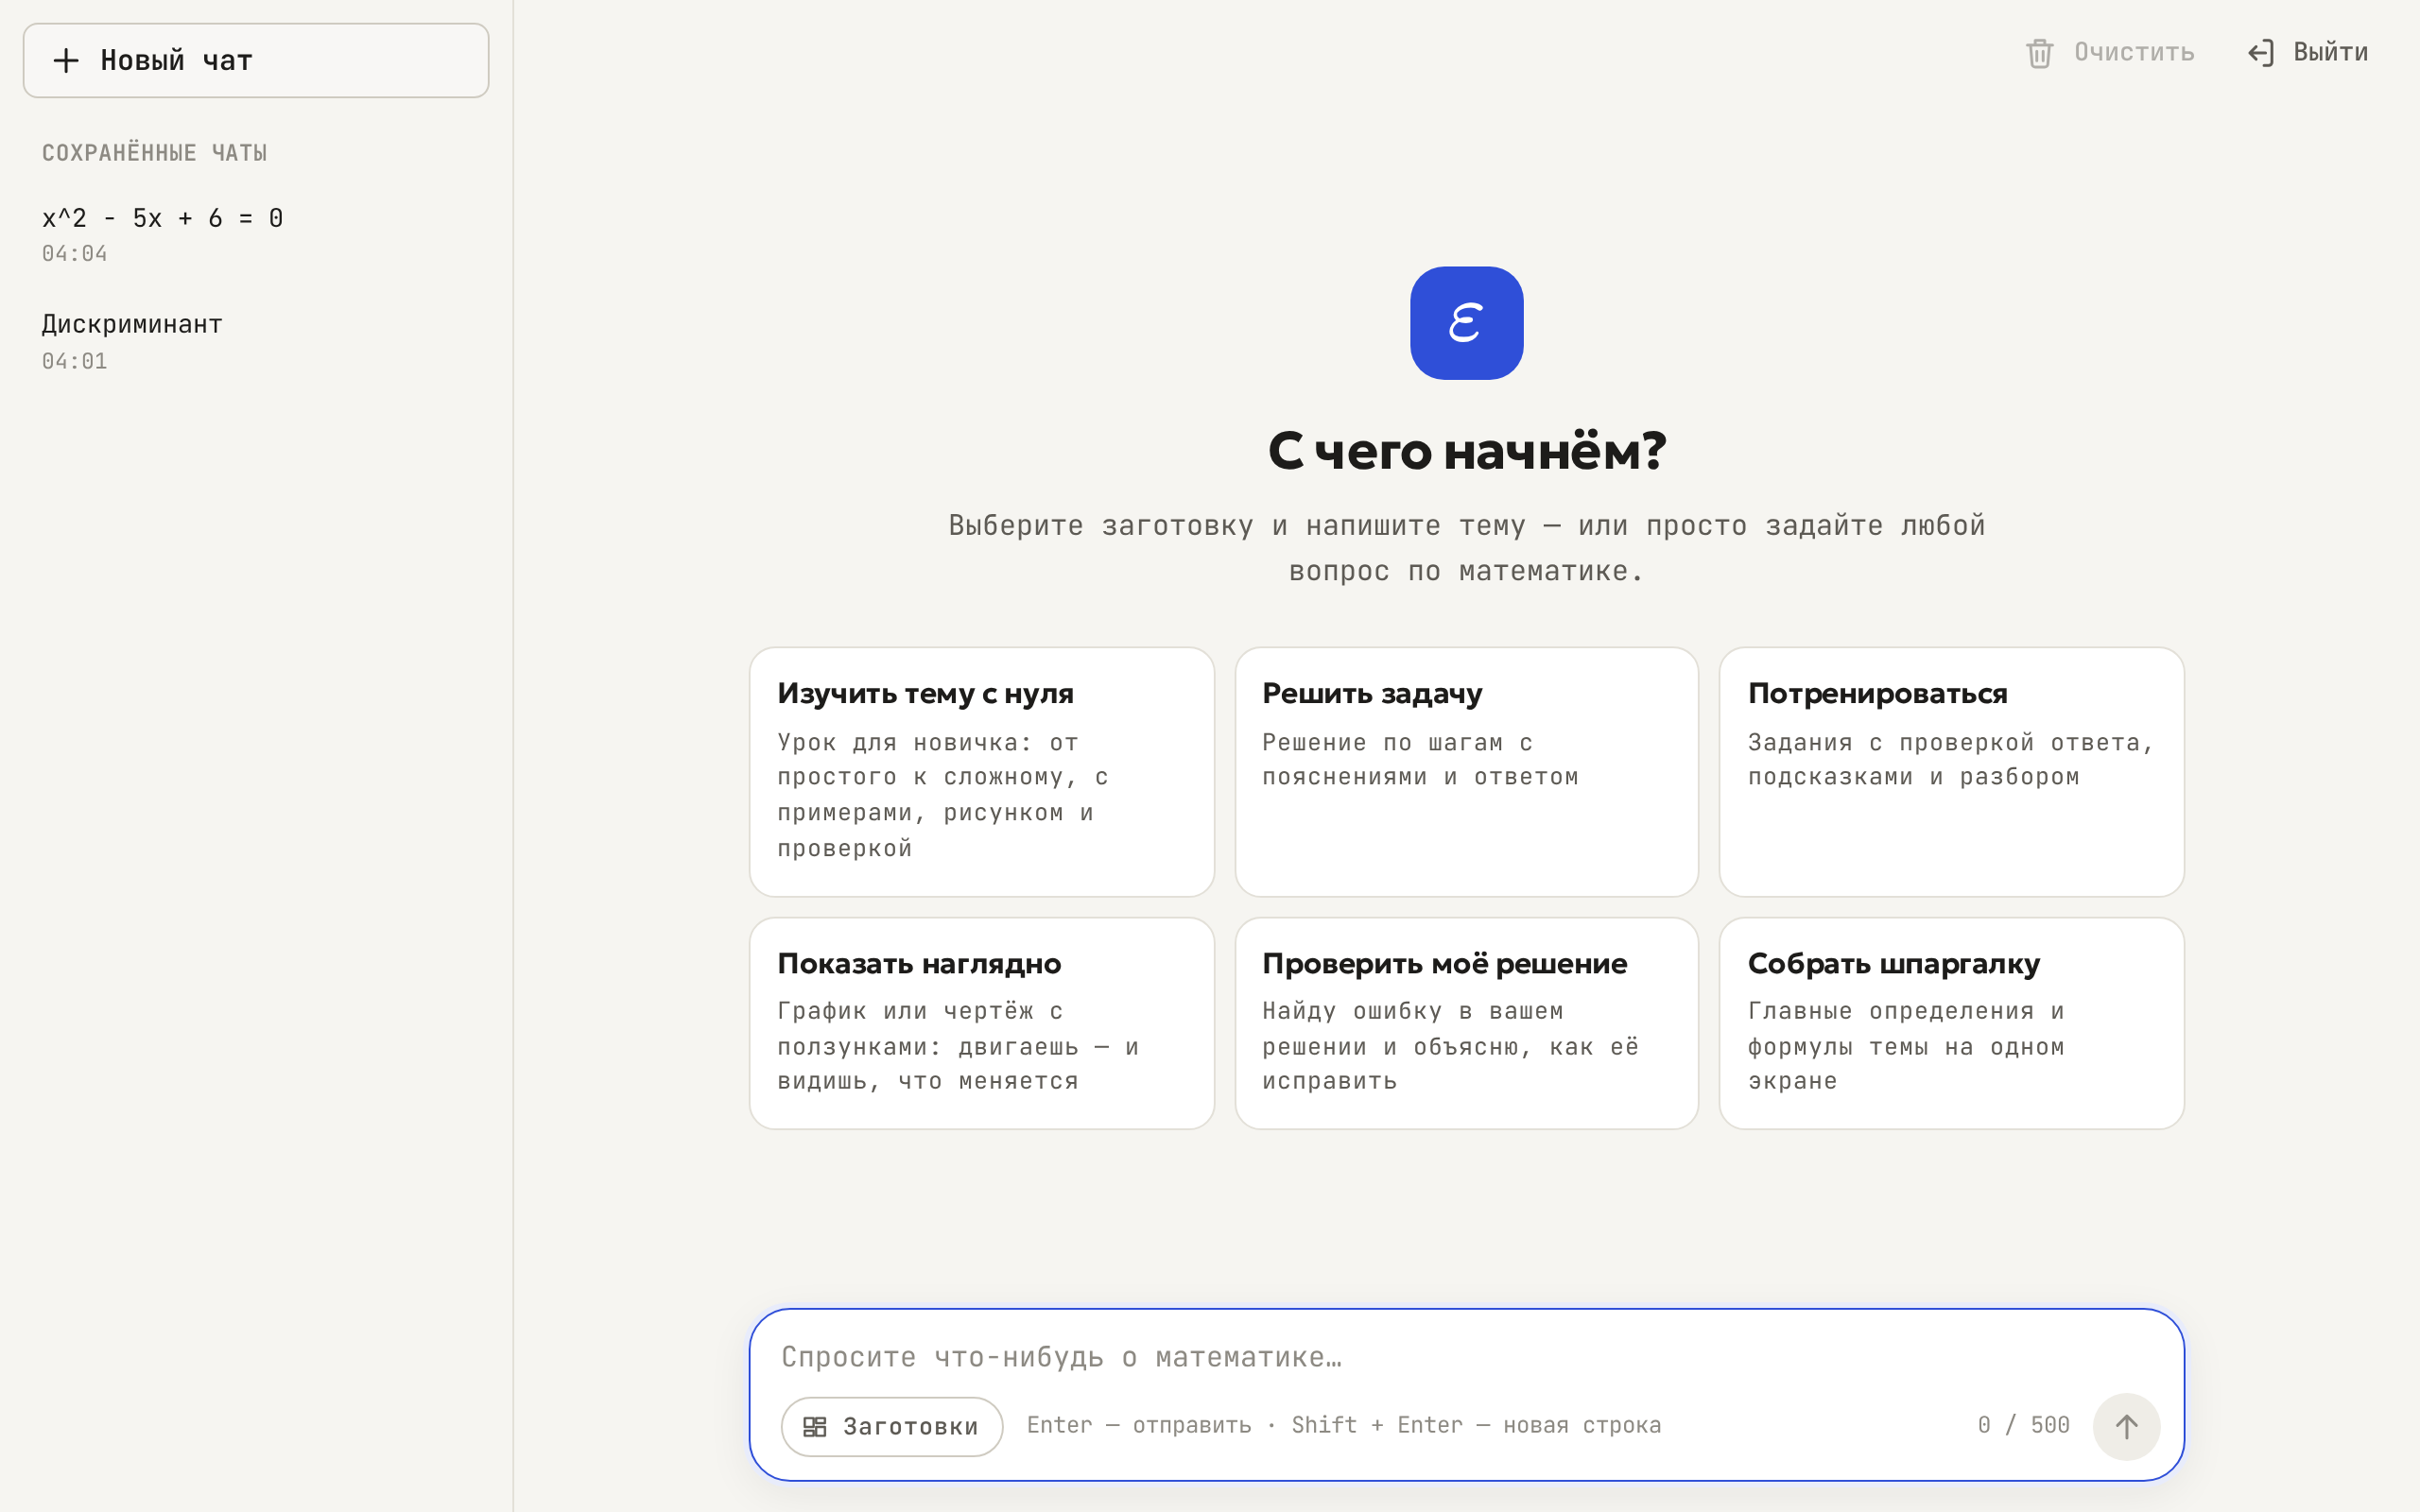 Новый чат
СОХРАНЁННЫЕ ЧАТЫ
x^2 - 5x + 6 = 0
04:04
Дискриминант
04:01
Очистить
Выйти
ε
С чего начнём?
Выберите заготовку и напишите тему — или просто задайте любой
вопрос по математике.
Изучить тему с нуля
Урок для новичка: от
простого к сложному, с
примерами, рисунком и
проверкой
Решить задачу
Решение по шагам с
пояснениями и ответом
Потренироваться
Задания с проверкой ответа,
подсказками и разбором
Показать наглядно
График или чертёж с
ползунками: двигаешь — и
видишь, что меняется
Проверить моё решение
Найду ошибку в вашем
решении и объясню, как её
исправить
Собрать шпаргалку
Главные определения и
формулы темы на одном
экране
Спросите что-нибудь о математике…
Заготовки
Enter — отправить · Shift + Enter — новая строка
0 / 500